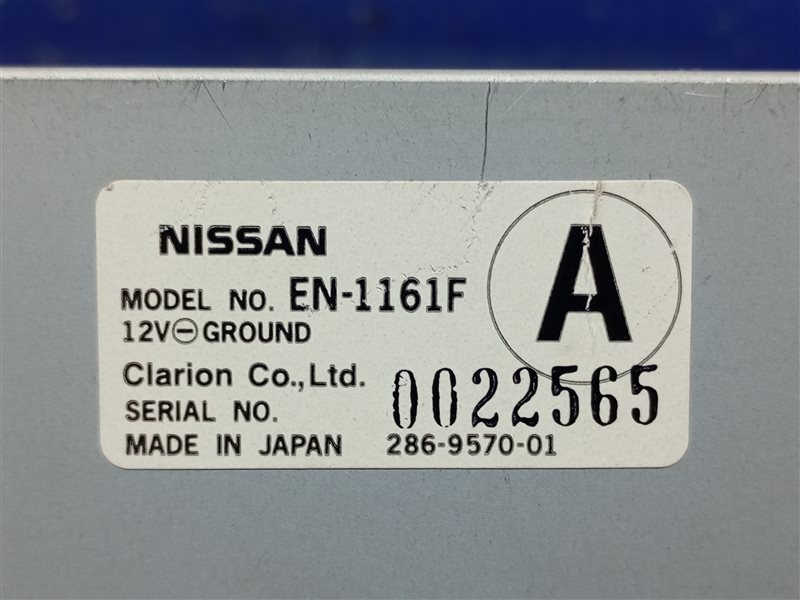 NISSAN
A
MODEL NO. EN-1161F
12V⊖GROUND
Clarion Co.,Ltd.
SERIAL NO. 0022565
MADE IN JAPAN 286-9570-01